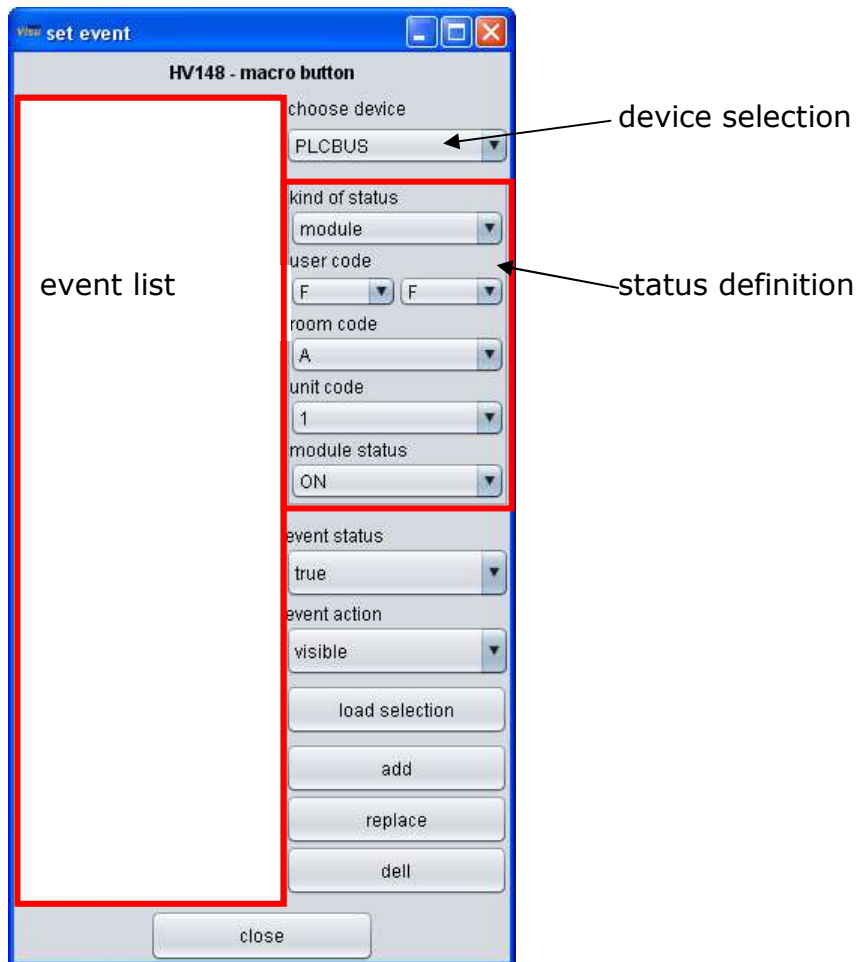 Visu set event
HV148 - macro button
choose device
device selection
PLCBUS
kind of status
module
user code
event list
status definition
F F
room code
A
unit code
1
module status
ON
event status
true
event action
visible
load selection
add
replace
dell
close